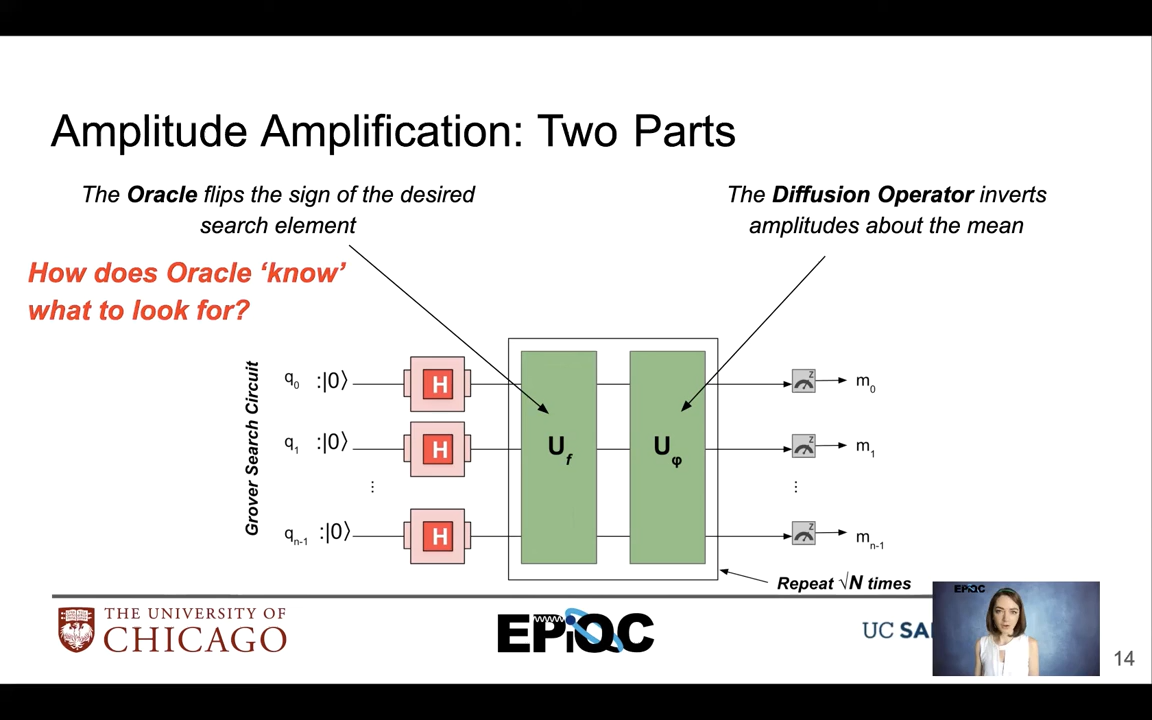 Amplitude Amplification: Two Parts
The Oracle flips the sign of the desired
search element
The Diffusion Operator inverts
amplitudes about the mean
How does Oracle ‘know’
what to look for?
Grover Search Circuit
q0 :|0⟩
H
Uf
Uφ
Z
m0
q1 :|0⟩
H
Z
m1
⋮
⋮
qn-1 :|0⟩
H
Z
mn-1
Repeat √N times
THE UNIVERSITY OF
CHICAGO
EPiQC
UC SA
EPiQC
14